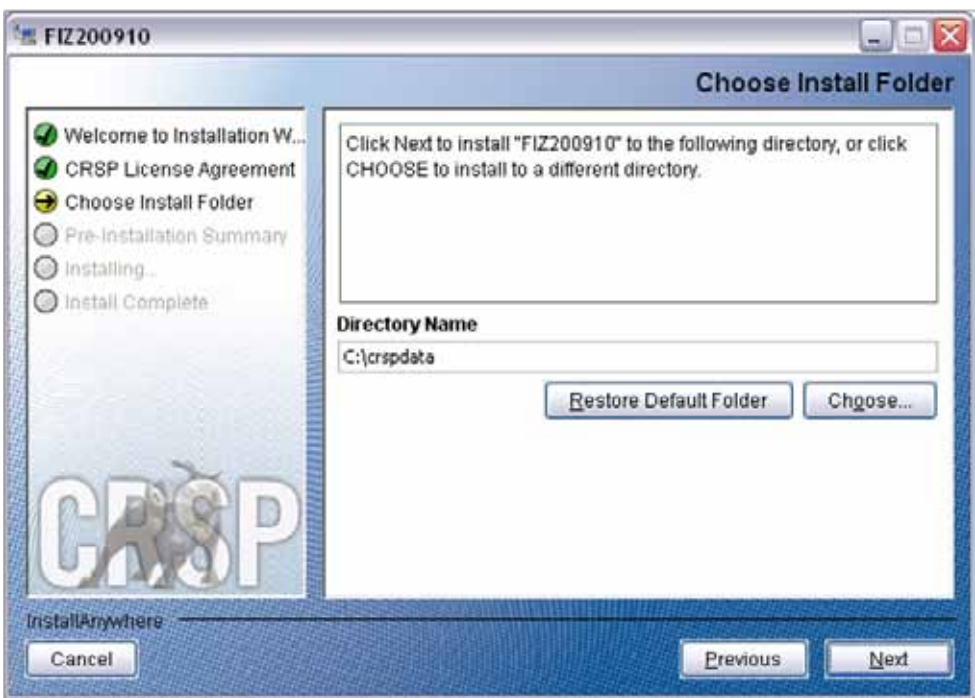 FIZ200910
Choose Install Folder
Welcome to Installation W...
CRSP License Agreement
Choose Install Folder
Pre-Installation Summary
Installing...
Install Complete
CRSP
Click Next to install "FIZ200910" to the following directory, or click
CHOOSE to install to a different directory.
Directory Name
C:\crspdata
Restore Default Folder
Choose...
InstallAnywhere
Cancel
Previous
Next